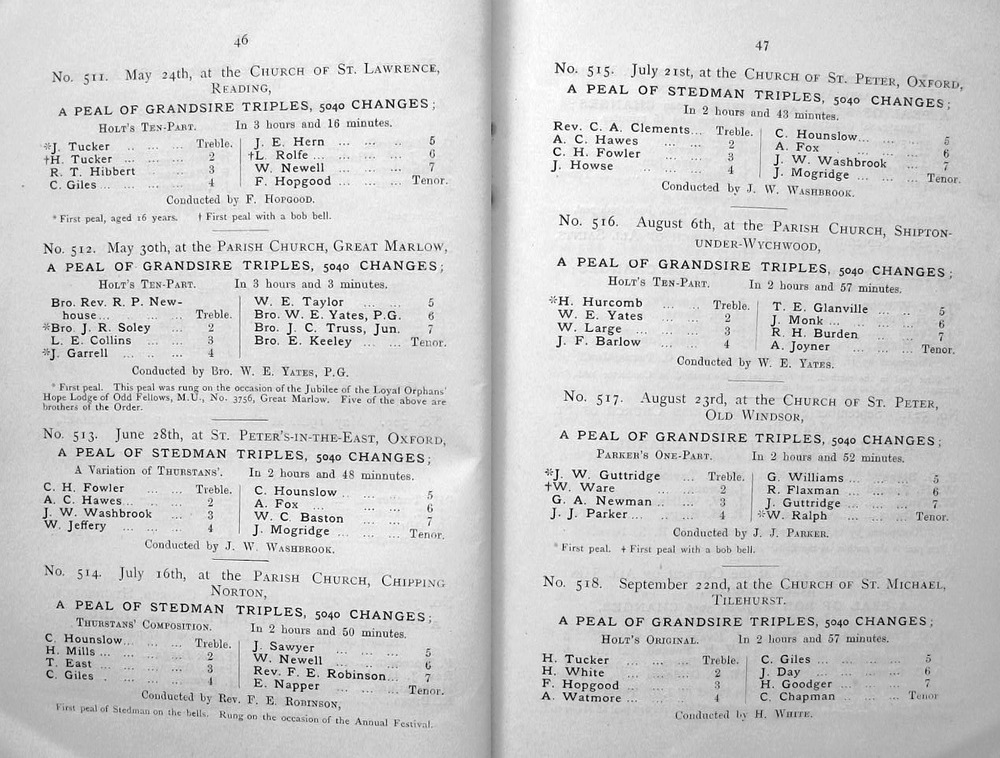 46
No. 511. May 24th, at the Church of St. Lawrence,
Reading,
A PEAL OF GRANDSIRE TRIPLES, 5040 CHANGES;
Holt's Ten-Part. In 3 hours and 16 minutes.
*J. Tucker ... ... ... Treble.
†H. Tucker ... ... ... 2
R. T. Hibbert ... ... 3
C. Giles ... ... ... 4
J. E. Hern ... ... ... 5
†L. Rolfe ... ... ... 6
W. Newell ... ... ... 7
F. Hopgood ... ... ... Tenor.
Conducted by F. Hopgood.
* First peal, aged 16 years. † First peal with a bob bell.
No. 512. May 30th, at the Parish Church, Great Marlow,
A PEAL OF GRANDSIRE TRIPLES, 5040 CHANGES;
Holt's Ten-Part. In 3 hours and 3 minutes.
Bro. Rev. R. P. New-
house... ... ... Treble.
*Bro. J. R. Soley ... 2
L. E. Collins ... ... 3
*J. Garrell ... ... ... 4
W. E. Taylor ... ... 5
Bro. W. E. Yates, P.G. 6
Bro. J. C. Truss, Jun. 7
Bro. E. Keeley ... ... Tenor.
Conducted by Bro. W. E. Yates, P.G.
* First peal. This peal was rung on the occasion of the Jubilee of the Loyal Orphans'
Hope Lodge of Odd Fellows, M.U., No. 3756, Great Marlow. Five of the above are
brothers of the Order.
No. 513. June 28th, at St. Peter's-in-the-East, Oxford,
A PEAL OF STEDMAN TRIPLES, 5040 CHANGES;
A Variation of Thurstans'. In 2 hours and 48 minnutes.
C. H. Fowler ... ... Treble.
A. C. Hawes ... ... ... 2
J. W. Washbrook ... 3
W. Jeffery ... ... ... 4
C. Hounslow ... ... ... 5
A. Fox ... ... ... 6
W. C. Baston ... ... 7
J. Mogridge ... ... ... Tenor.
Conducted by J. W. Washbrook.
No. 514. July 16th, at the Parish Church, Chipping
Norton,
A PEAL OF STEDMAN TRIPLES, 5040 CHANGES;
Thurstans' Composition. In 2 hours and 50 minutes.
C. Hounslow... ... ... Treble.
H. Mills ... ... ... 2
T. East ... ... ... 3
C. Giles ... ... ... 4
J. Sawyer ... ... ... 5
W. Newell ... ... ... 6
Rev. F. E. Robinson... 7
E. Napper ... ... ... Tenor.
Conducted by Rev. F. E. Robinson,
First peal of Stedman on the bells. Rung on the occasion of the Annual Festival.
47
No. 515. July 21st, at the Church of St. Peter, Oxford,
A PEAL OF STEDMAN TRIPLES, 5040 CHANGES;
In 2 hours and 43 minutes.
Rev. C. A. Clements... Treble.
A. C. Hawes ... ... 2
C. H. Fowler ... ... 3
J. Howse ... ... ... 4
C. Hounslow... ... ... 5
A. Fox ... ... ... 6
J. W. Washbrook ... 7
J. Mogridge ... ... ... Tenor.
Conducted by J. W. Washbrook.
No. 516. August 6th, at the Parish Church, Shipton-
under-Wychwood,
A PEAL OF GRANDSIRE TRIPLES, 5040 CHANGES;
Holt's Ten-Part. In 2 hours and 57 minutes.
*H. Hurcomb ... ... Treble.
W. E. Yates ... ... 2
W. Large ... ... ... 3
J. F. Barlow ... ... 4
T. E. Glanville ... ... 5
J. Monk ... ... ... 6
R. H. Burden ... ... 7
A. Joyner ... ... ... Tenor.
Conducted by W. E. Yates.
No. 517. August 23rd, at the Church of St. Peter,
Old Windsor,
A PEAL OF GRANDSIRE TRIPLES, 5040 CHANGES;
Parker's One-Part. In 2 hours and 52 minutes.
*J. W. Guttridge ... Treble.
†W. Ware ... ... ... 2
G. A. Newman ... ... 3
J. J. Parker... ... ... 4
G. Williams ... ... ... 5
R. Flaxman ... ... ... 6
J. Guttridge ... ... ... 7
*W. Ralph ... ... ... Tenor.
Conducted by J. J. Parker.
* First peal. † First peal with a bob bell.
No. 518. September 22nd, at the Church of St. Michael,
Tilehurst.
A PEAL OF GRANDSIRE TRIPLES, 5040 CHANGES;
Holt's Original. In 2 hours and 57 minutes.
H. Tucker ... ... ... Treble.
H. White ... ... ... 2
F. Hopgood ... ... ... 3
A. Watmore ... ... ... 4
C. Giles ... ... ... 5
J. Day ... ... ... 6
H. Goodger ... ... ... 7
C. Chapman ... ... ... Tenor
Conducted by H. White.